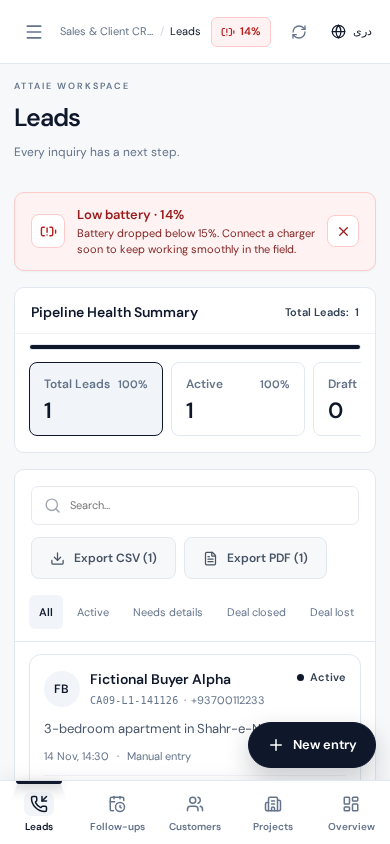 Sales & Client CR... / Leads
14%
دری
ATTAIE WORKSPACE
Leads
Every inquiry has a next step.
Low battery · 14%
Battery dropped below 15%. Connect a charger
soon to keep working smoothly in the field.
Pipeline Health Summary
Total Leads: 1
Total Leads 100%
1
Active 100%
1
Draft
0
Search...
Export CSV (1)
Export PDF (1)
All
Active
Needs details
Deal closed
Deal lost
FB
Fictional Buyer Alpha
Active
CA09-L1-141126 · +93700112233
3-bedroom apartment in Shahr-e-
14 Nov, 14:30 · Manual entry
New entry
Leads
Follow-ups
Customers
Projects
Overview